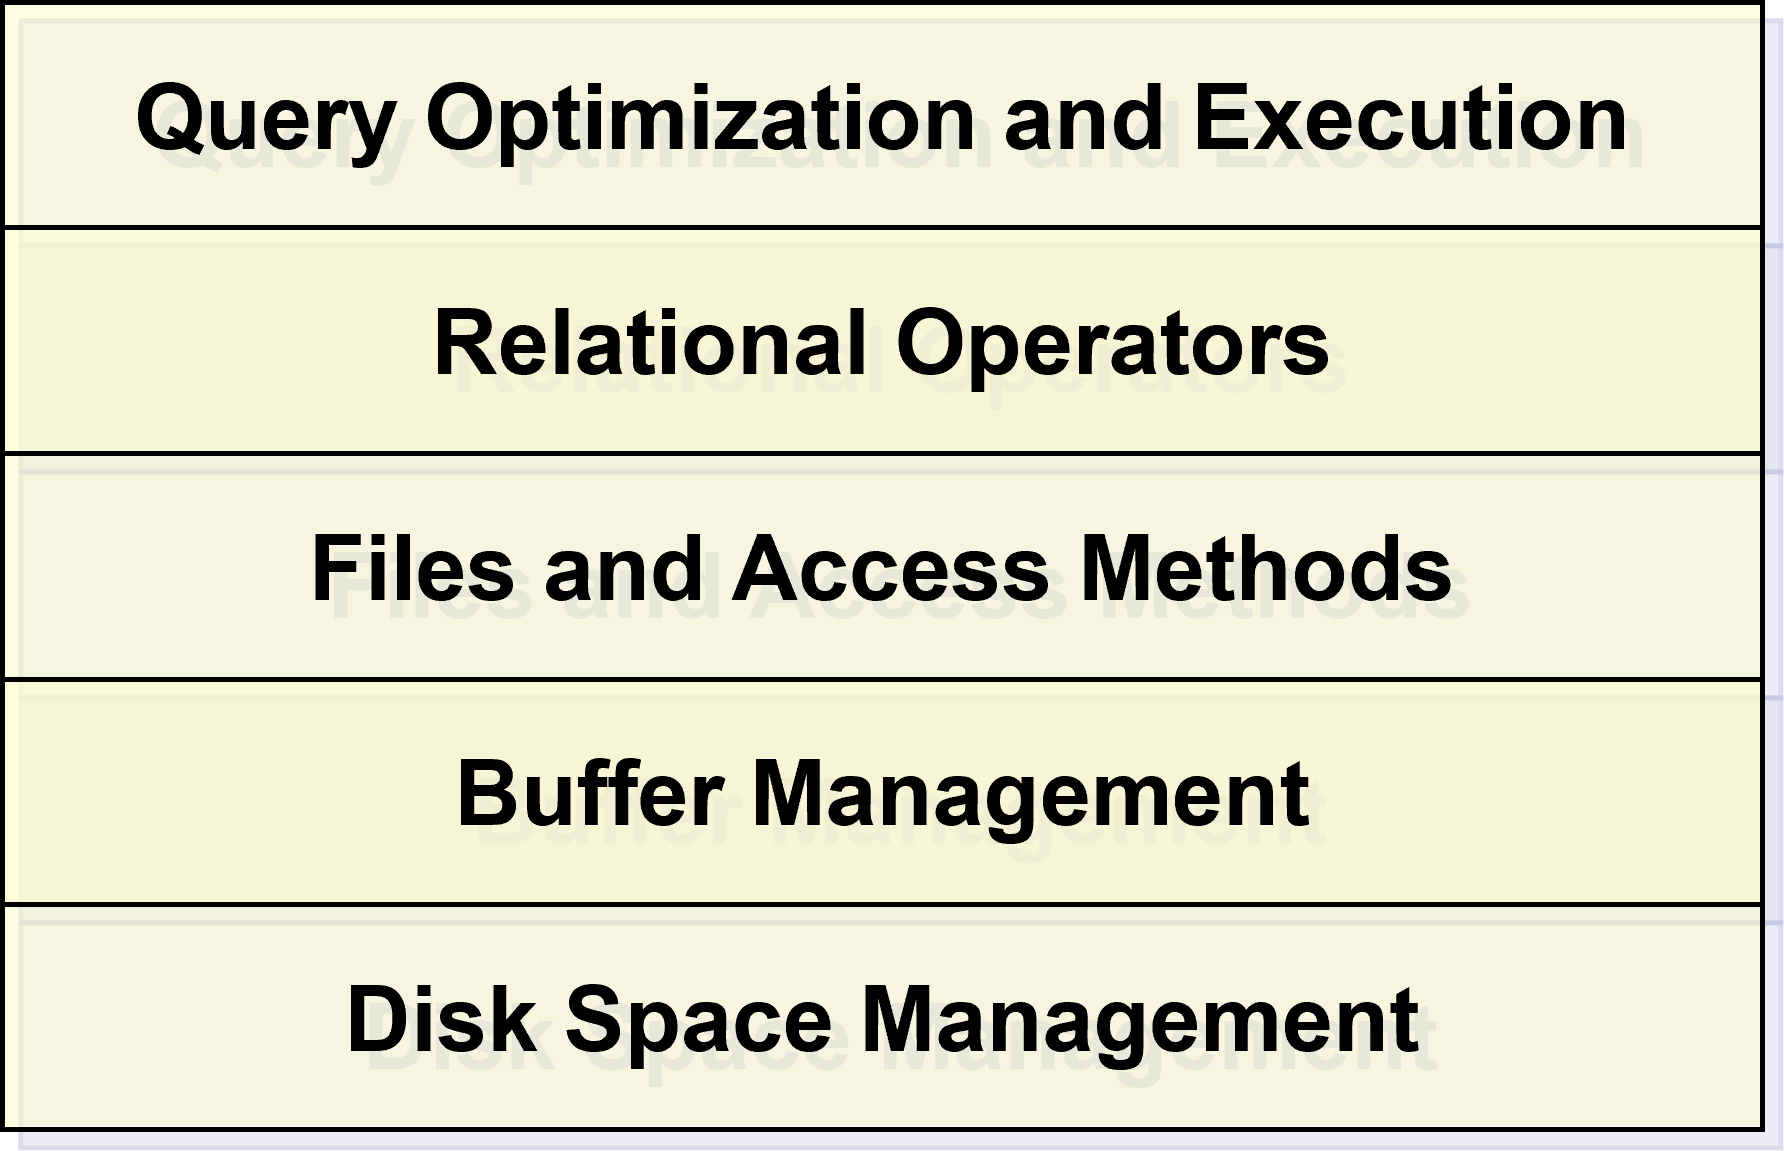 Query Optimization and Execution
Relational Operators
Files and Access Methods
Buffer Management
Disk Space Management